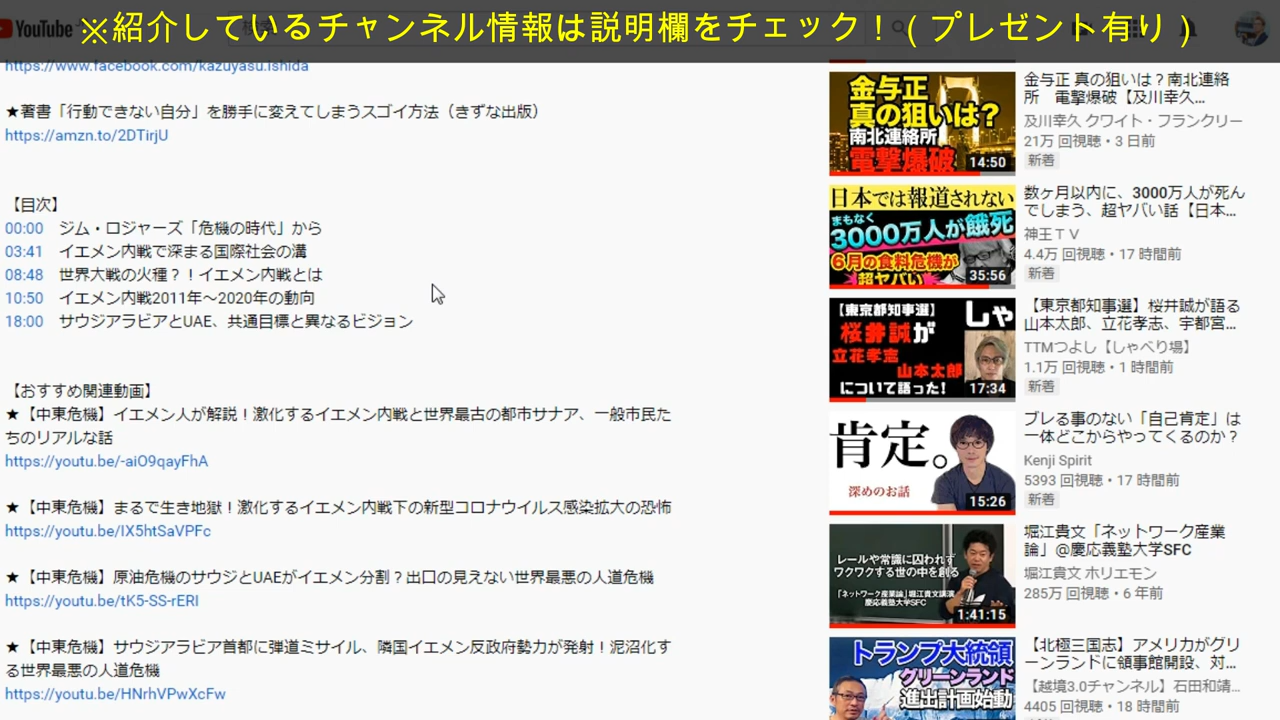 ※紹介しているチャンネル情報は説明欄をチェック！(プレゼント有り)
YouTube
https://www.facebook.com/kazuyasu.ishida
★著書「行動できない自分」を勝手に変えてしまうスゴイ方法（きずな出版）
https://amzn.to/2DTirjU
【目次】
00:00 ジム・ロジャーズ「危機の時代」から
03:41 イエメン内戦で深まる国際社会の溝
08:48 世界大戦の火種？！イエメン内戦とは
10:50 イエメン内戦2011年～2020年の動向
18:00 サウジアラビアとUAE、共通目標と異なるビジョン
【おすすめ関連動画】
★【中東危機】イエメン人が解説！激化するイエメン内戦と世界最古の都市サナア、一般市民た
ちのリアルな話
https://youtu.be/-aiO9qayFhA
★【中東危機】まるで生き地獄！激化するイエメン内戦下の新型コロナウイルス感染拡大の恐怖
https://youtu.be/IX5htSaVPFc
★【中東危機】原油危機のサウジとUAEがイエメン分割？出口の見えない世界最悪の人道危機
https://youtu.be/tK5-SS-rERI
★【中東危機】サウジアラビア首都に弾道ミサイル、隣国イエメン反政府勢力が発射！泥沼化す
る世界最悪の人道危機
https://youtu.be/HNrhVPwXcFw
金与正
真の狙いは？
南北連絡所
電撃爆破
14:50
金与正 真の狙いは？南北連絡
所 電撃爆破【及川幸久...
及川幸久 クワイト・フランクリー
21万 回視聴・3 日前
新着
日本では報道されない
まもなく
3000万人が餓死
6月の食料危機が
超ヤバい
35:56
数ヶ月以内に、3000万人が死ん
でしまう、超ヤバい話【日本...
神王ＴＶ
4.4万 回視聴・17 時間前
新着
【東京都知事選】
しゃ
桜井誠が
立花孝志
山本太郎
について語った！
17:34
【東京都知事選】桜井誠が語る
山本太郎、立花孝志、宇都宮...
TTMつよし【しゃべり場】
1.1万 回視聴・1 時間前
新着
肯定。
深めのお話
15:26
ブレる事のない「自己肯定」は
一体どこからやってくるのか？
Kenji Spirit
5393 回視聴・17 時間前
新着
レールや常識に囚われず
ワクワクする世の中を創る
「ネットワーク産業論」堀江貴文講演
慶応義塾大学SFC
1:41:15
堀江貴文「ネットワーク産業
論」@慶応義塾大学SFC
堀江貴文 ホリエモン
285万 回視聴・6 年前
トランプ大統領
グリーンランド
進出計画始動
【北極三国志】アメリカがグリ
ーンランドに領事館開設、対...
【越境3.0チャンネル】石田和靖...
4405 回視聴・18 時間前